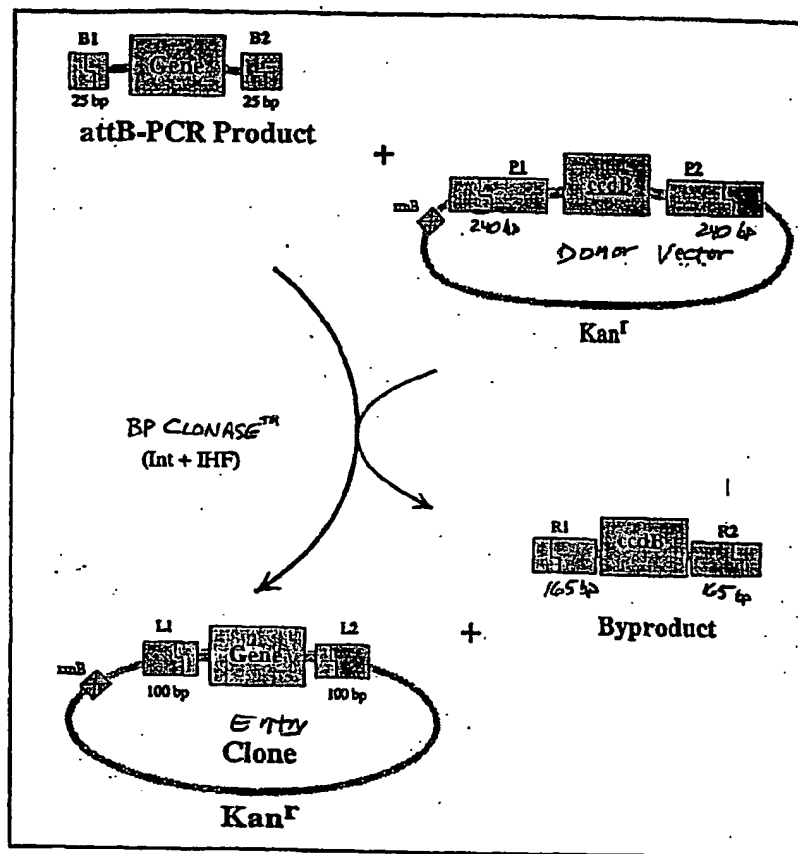 B1 B2
Gene
25 bp 25 bp
attB-PCR Product
+
P1 P2
ccdB
rrnB
240 bp 240 bp
Donor Vector
Kanʳ
BP CLONASE™
(Int + IHF)
R1 R2
ccdB
165 bp 165 bp
Byproduct
+
L1 L2
Gene
rrnB
100 bp 100 bp
Entry
Clone
Kanʳ